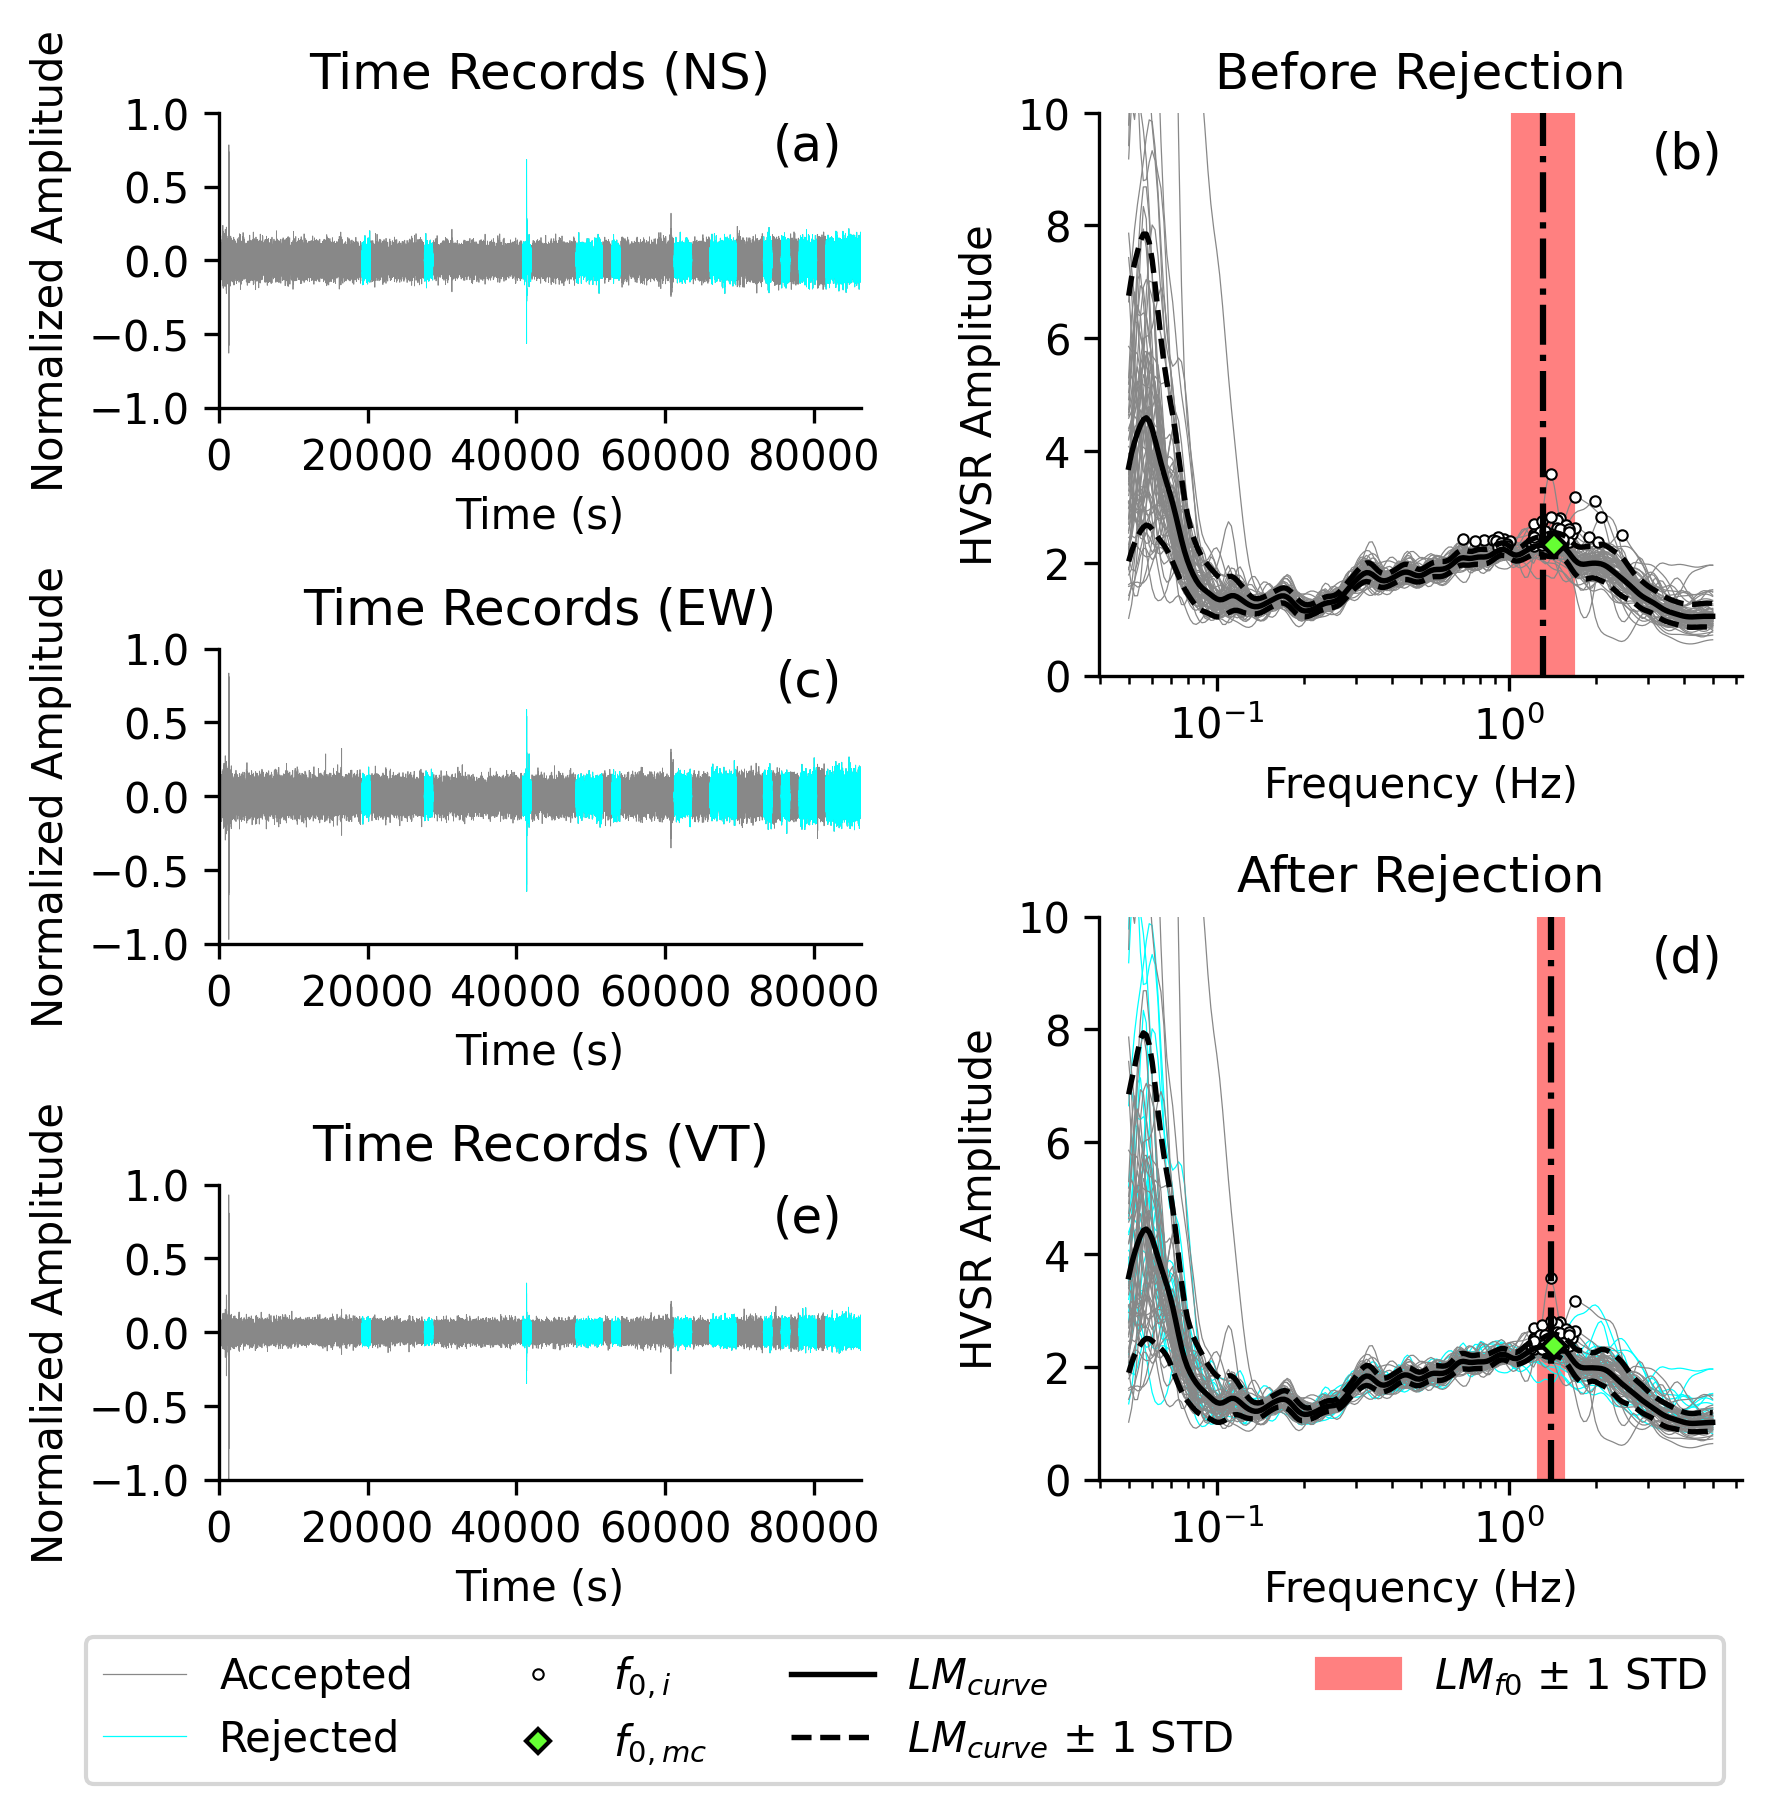 Time Records (NS)
(a)
Normalized Amplitude
1.0
0.5
0.0
−0.5
−1.0
0 20000 40000 60000 80000
Time (s)
Before Rejection
(b)
HVSR Amplitude
10
8
6
4
2
0
10⁻¹ 10⁰
Frequency (Hz)
Time Records (EW)
(c)
Normalized Amplitude
1.0
0.5
0.0
−0.5
−1.0
0 20000 40000 60000 80000
Time (s)
After Rejection
(d)
HVSR Amplitude
10
8
6
4
2
0
10⁻¹ 10⁰
Frequency (Hz)
Time Records (VT)
(e)
Normalized Amplitude
1.0
0.5
0.0
−0.5
−1.0
0 20000 40000 60000 80000
Time (s)
Accepted
Rejected
f0,i
f0,mc
LMcurve
LMcurve ± 1 STD
LMf0 ± 1 STD